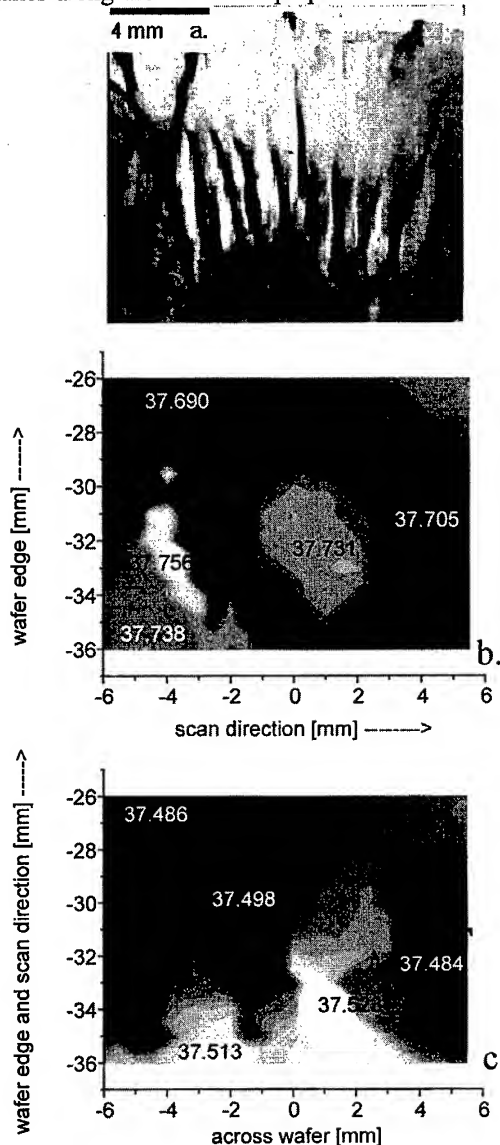 4 mm a.
-26
37.690
-28
-30
37.705
37.731
-32
37.756
-34
37.738
-36
b.
-6 -4 -2 0 2 4 6
wafer edge [mm] ------>
scan direction [mm] ------>
-26
37.486
-28
-30
37.498
-32
37.484
-34
37.513
-36
c
-6 -4 -2 0 2 4 6
wafer edge and scan direction [mm] ----->
across wafer [mm] ------>